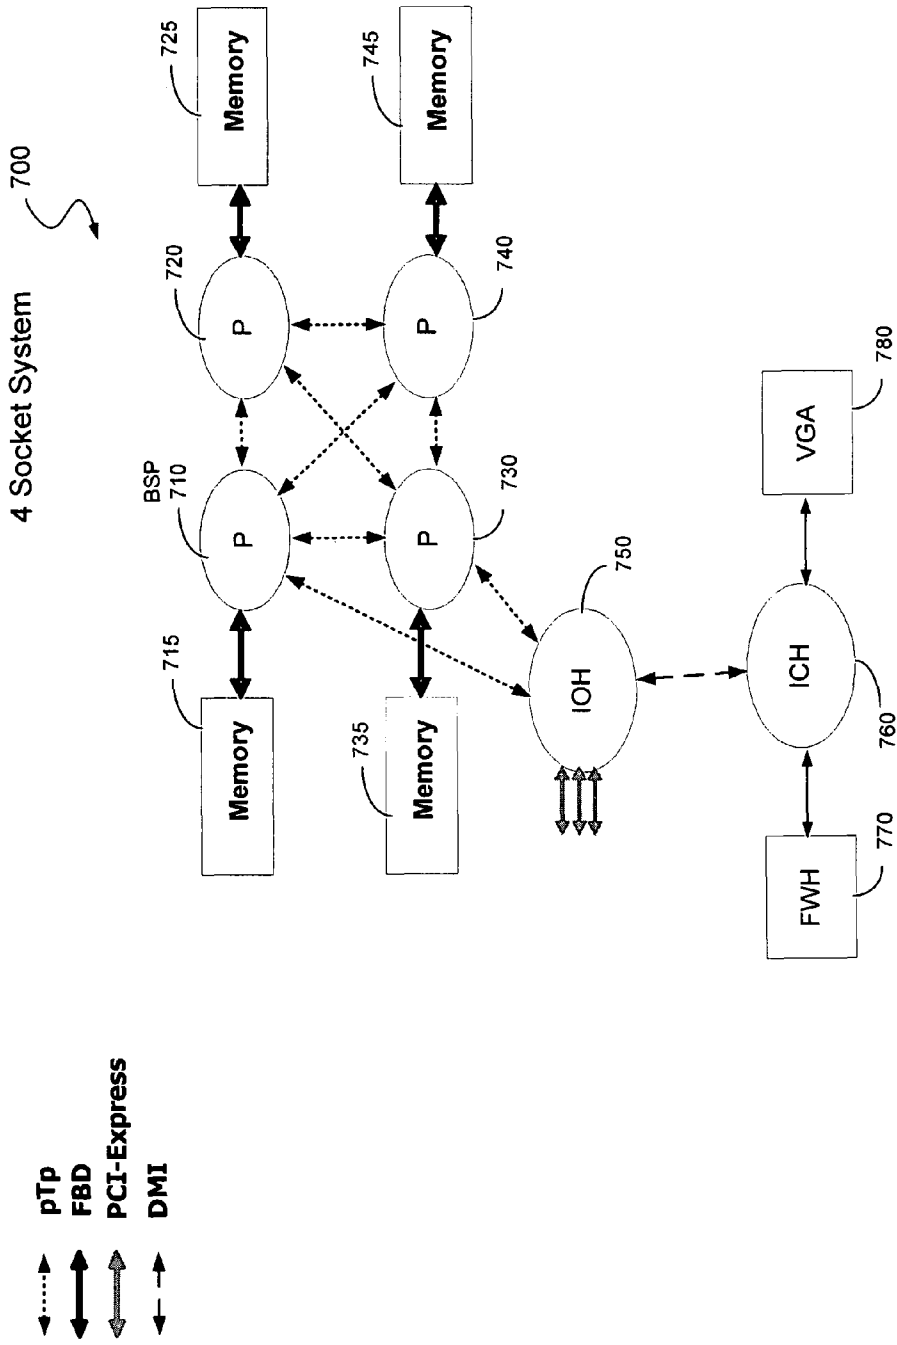 4 Socket System
700
725
Memory
745
Memory
720
P
740
P
BSP
710
P
730
P
715
Memory
735
Memory
750
IOH
780
VGA
760
ICH
770
FWH
pTp
FBD
PCI-Express
DMI